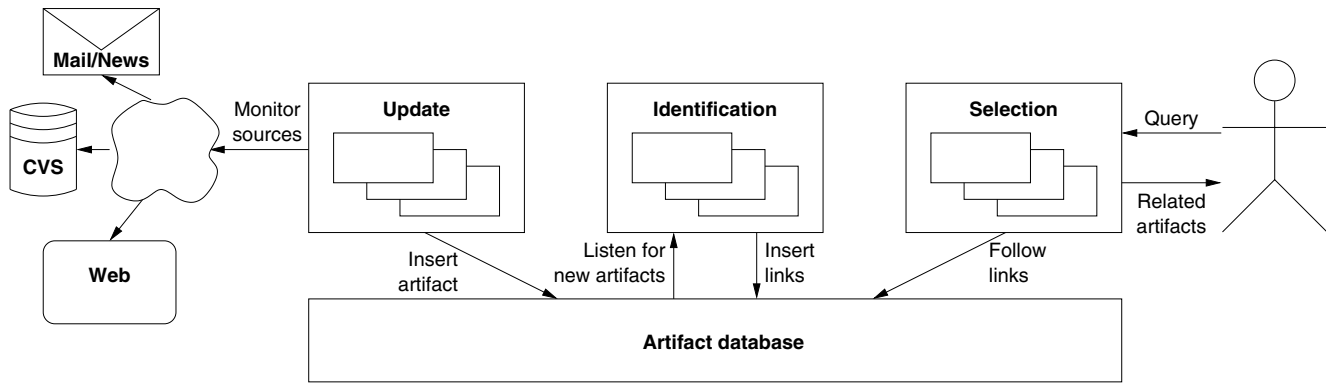 Mail/News
CVS
Web
Monitor
sources
Update
Identification
Selection
Query
Related
artifacts
Insert
artifact
Listen for
new artifacts
Insert
links
Follow
links
Artifact database